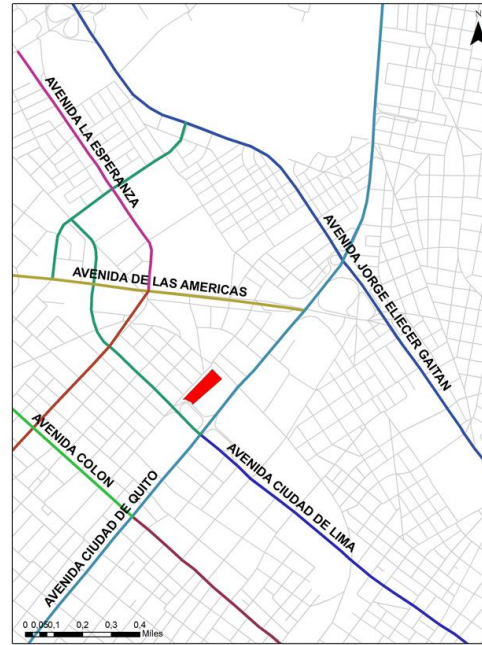 N
AVENIDA LA ESPERANZA
AVENIDA JORGE ELIECER GAITAN
AVENIDA DE LAS AMERICAS
AVENIDA COLON
AVENIDA CIUDAD DE QUITO
AVENIDA CIUDAD DE LIMA
0 0,050,1 0,2 0,3 0,4
Miles